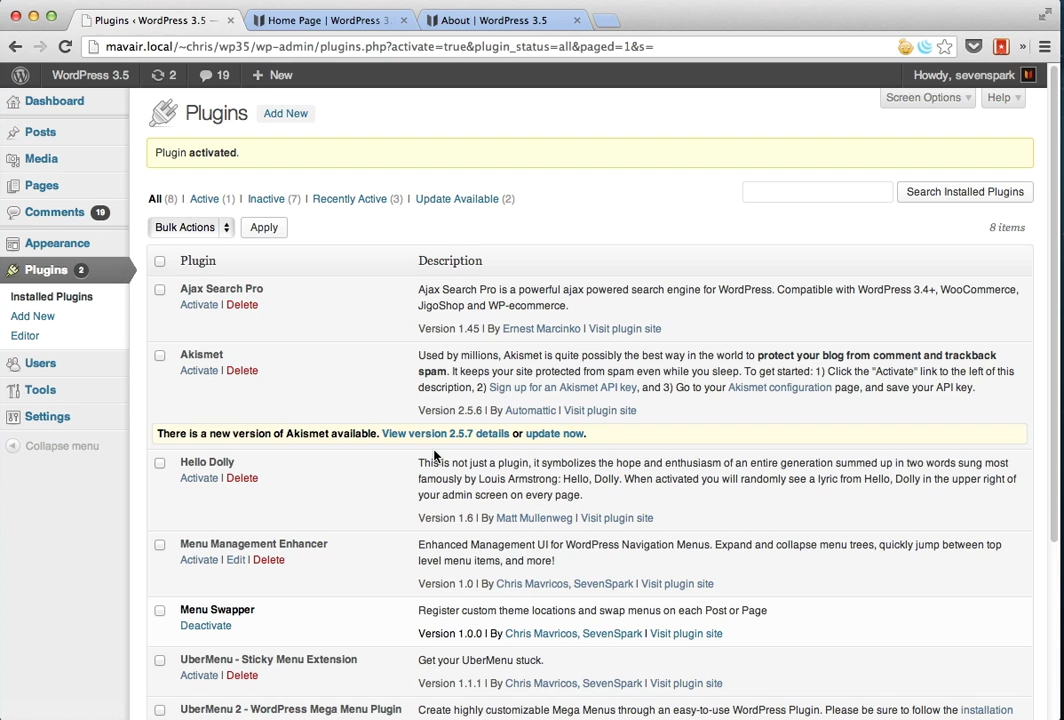 Plugins ‹ WordPress 3.5 —
Home Page | WordPress 3.
About | WordPress 3.5
mavair.local/~chris/wp35/wp-admin/plugins.php?activate=true&plugin_status=all&paged=1&s=
WordPress 3.5
2
19
+ New
Howdy, sevenspark
Dashboard
Posts
Media
Pages
Comments 19
Appearance
Plugins 2
Installed Plugins
Add New
Editor
Users
Tools
Settings
Collapse menu
Screen Options
Help
Plugins
Add New
Plugin activated.
All (8) | Active (1) | Inactive (7) | Recently Active (3) | Update Available (2)
Search Installed Plugins
Bulk Actions
Apply
8 items
Plugin
Description
Ajax Search Pro
Activate | Delete
Ajax Search Pro is a powerful ajax powered search engine for WordPress. Compatible with WordPress 3.4+, WooCommerce,
JigoShop and WP-ecommerce.
Version 1.45 | By Ernest Marcinko | Visit plugin site
Akismet
Activate | Delete
Used by millions, Akismet is quite possibly the best way in the world to protect your blog from comment and trackback
spam. It keeps your site protected from spam even while you sleep. To get started: 1) Click the "Activate" link to the left of this
description, 2) Sign up for an Akismet API key, and 3) Go to your Akismet configuration page, and save your API key.
Version 2.5.6 | By Automattic | Visit plugin site
There is a new version of Akismet available. View version 2.5.7 details or update now.
Hello Dolly
Activate | Delete
This is not just a plugin, it symbolizes the hope and enthusiasm of an entire generation summed up in two words sung most
famously by Louis Armstrong: Hello, Dolly. When activated you will randomly see a lyric from Hello, Dolly in the upper right of
your admin screen on every page.
Version 1.6 | By Matt Mullenweg | Visit plugin site
Menu Management Enhancer
Activate | Edit | Delete
Enhanced Management UI for WordPress Navigation Menus. Expand and collapse menu trees, quickly jump between top
level menu items, and more!
Version 1.0 | By Chris Mavricos, SevenSpark | Visit plugin site
Menu Swapper
Deactivate
Register custom theme locations and swap menus on each Post or Page
Version 1.0.0 | By Chris Mavricos, SevenSpark | Visit plugin site
UberMenu - Sticky Menu Extension
Activate | Delete
Get your UberMenu stuck.
Version 1.1.1 | By Chris Mavricos, SevenSpark | Visit plugin site
UberMenu 2 - WordPress Mega Menu Plugin
Create highly customizable Mega Menus through an easy-to-use WordPress Plugin. Please be sure to follow the installation